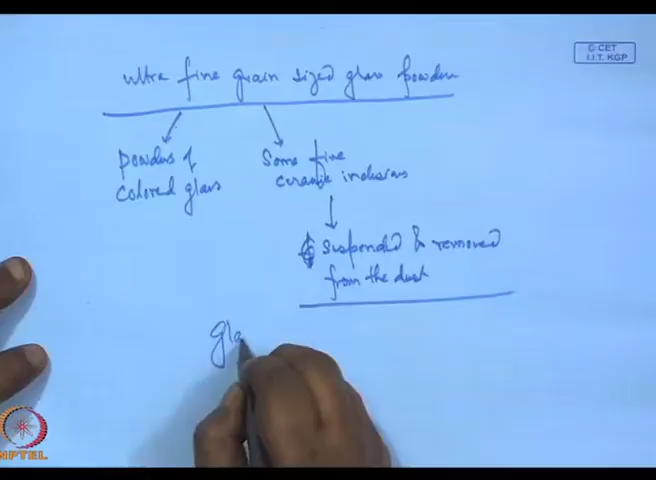 © CET
I.I.T. KGP
ultra fine grain sized glass powder
powders of
colored glass
Some fine
ceramic inclusions
suspended & removed
from the dust
gla
NPTEL